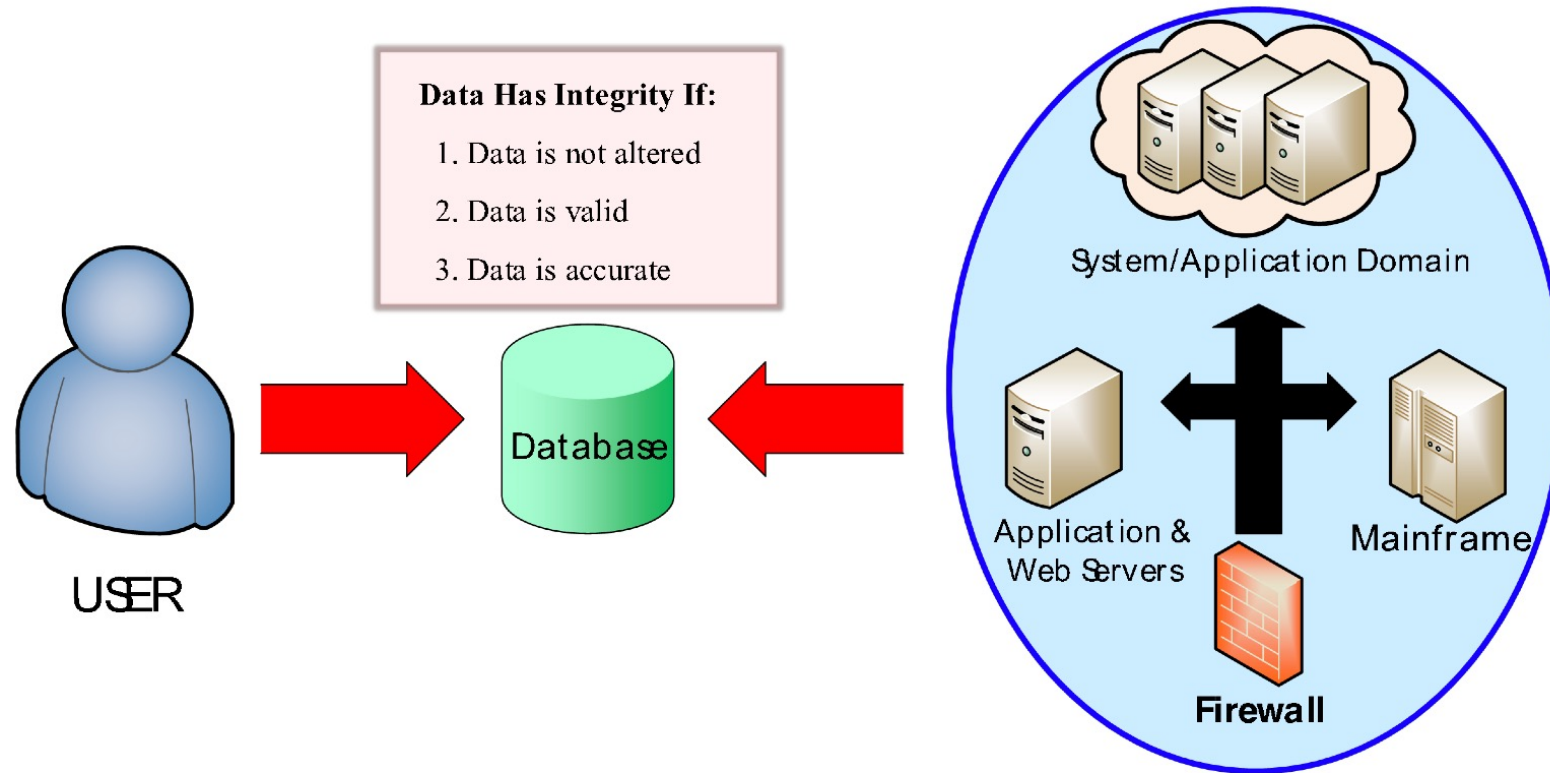 Data Has Integrity If:
1. Data is not altered
2. Data is valid
3. Data is accurate
System/Application Domain
Database
Application &
Web Servers
Mainframe
USER
Firewall